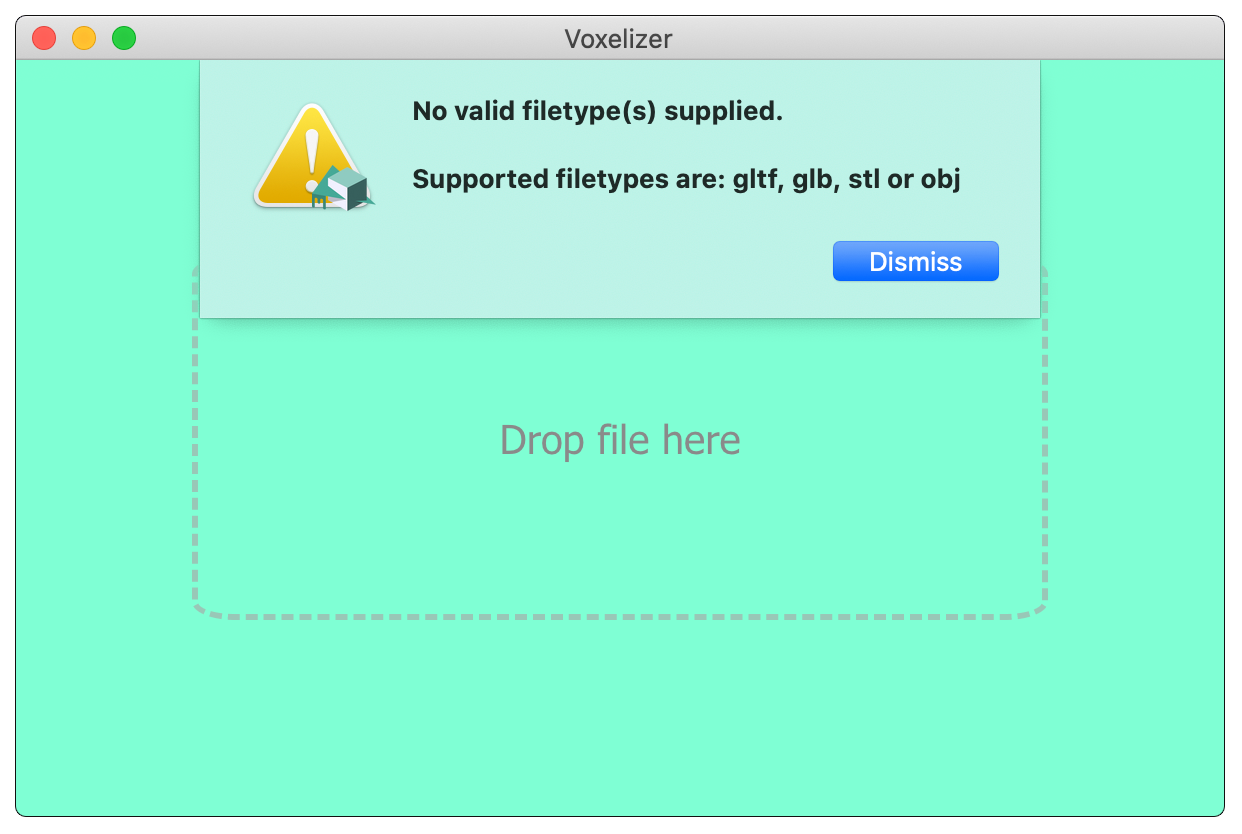 Voxelizer
No valid filetype(s) supplied.
Supported filetypes are: gltf, glb, stl or obj
Dismiss
Drop file here